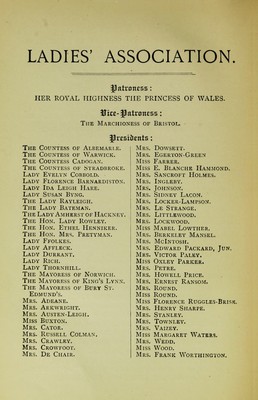 LADIES' ASSOCIATION.
Patroness:
HER ROYAL HIGHNESS THE PRINCESS OF WALES.
Vice-Patroness:
THE MARCHIONESS OF BRISTOL.
Presidents:
THE COUNTESS OF ALBEMARLE.
THE COUNTESS OF WARWICK.
THE COUNTESS CADOGAN.
THE COUNTESS OF STRADBROKE.
LADY EVELYN COBBOLD.
LADY FLORENCE BARNARDISTON.
LADY IDA LEIGH HARE.
LADY SUSAN BYNG.
THE LADY RAYLEIGH.
THE LADY BATEMAN.
THE LADY AMHERST OF HACKNEY.
THE HON. LADY ROWLEY.
THE HON. ETHEL HENNIKER.
THE HON. MRS. PRETYMAN.
LADY FFOLKES.
LADY AFFLECK.
LADY DURRANT.
LADY RICH.
LADY THORNHILL.
THE MAYORESS OF NORWICH.
THE MAYORESS OF KING'S LYNN.
THE MAYORESS OF BURY ST.
EDMUND'S.
MRS. ADEANE.
MRS. ARKWRIGHT.
MRS. AUSTEN-LEIGH.
MISS BUXTON.
MRS. CATOR.
MRS. RUSSELL COLMAN.
MRS. CRAWLEY.
MRS. CROWFOOT.
MRS. DE CHAIR.
MRS. DOWSETT.
MRS. EGERTON-GREEN
MISS FARRER.
MISS E. BLANCHE HAMMOND.
MRS. SANCROFT HOLMES.
MRS. INGLEBY.
MRS. JOHNSON.
MRS. SIDNEY LACON.
MRS. LOCKER-LAMPSON.
MRS. LE STRANGE.
MRS. LITTLEWOOD.
MRS. LOCKWOOD.
MISS MABEL LOWTHER.
MRS. BERKELEY MANSEL.
MRS. MCINTOSH.
MRS. EDWARD PACKARD, JUN.
MRS. VICTOR PALEY.
MISS OXLEY PARKER.
MRS. PETRE.
MRS. HOWELL PRICE.
MRS. ERNEST RANSOM.
MRS. ROUND.
MISS ROUND.
MISS FLORENCE RUGGLES-BRISE.
MRS. HENRY SHARPE.
MRS. STANLEY.
MRS. TOWNLEY.
MRS. VAIZEY.
MISS MARGARET WATERS.
MRS. WEDD.
MISS WOOD.
MRS. FRANK WORTHINGTON.